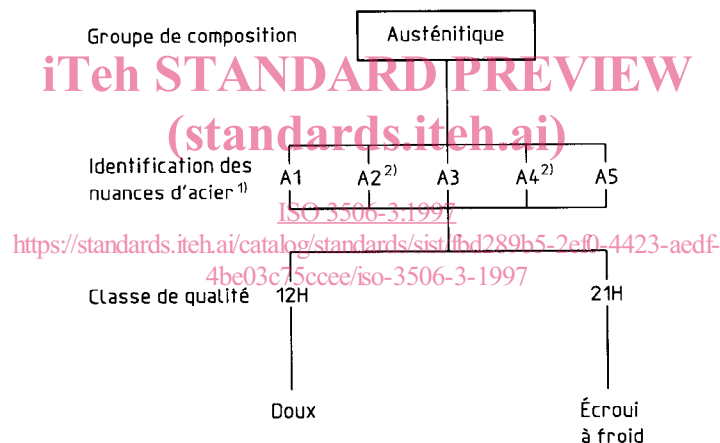 Groupe de composition
Austénitique
iTeh STANDARD PREVIEW
(standards.iteh.ai)
Identification des
nuances d'acier 1)
A1 A2 2) A3 A4 2) A5
ISO 3506-3:1997
https://standards.iteh.ai/catalog/standards/sist/fbd289b5-2ef0-4423-aedf-
4be03c75ccee/iso-3506-3-1997
Classe de qualité 12H 21H
Doux
Écroui
à froid